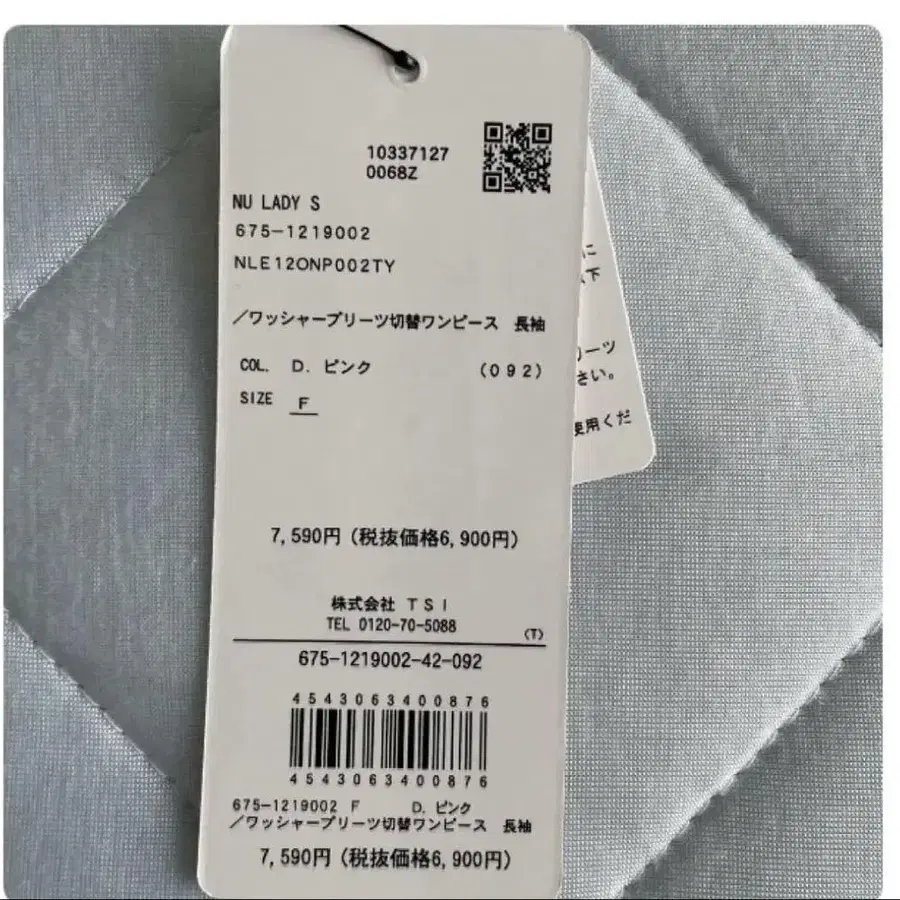 10337127
0068Z
NU LADY S
675-1219002
NLE12ONP002TY
／ワッシャープリーツ切替ワンピース 長袖
COL. D. ピンク (092)
SIZE F
7,590円 (税抜価格6,900円)
株式会社 TSI
TEL 0120-70-5088
(T)
675-1219002-42-092
4543063400876
4543063400876
675-1219002 F D. ピンク
／ワッシャープリーツ切替ワンピース 長袖
7,590円 (税抜価格6,900円)
に
下
リーツ
さい。
使用くだ